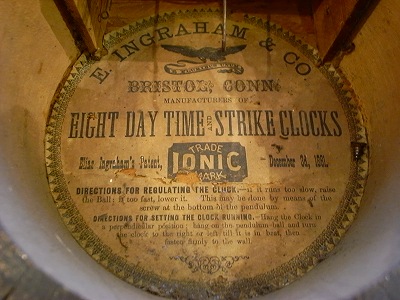 E. INGRAHAM & CO.
BRISTOL, CONN.
MANUFACTURERS OF
EIGHT DAY TIME AND STRIKE CLOCKS
TRADE
Elias Ingraham's Patent, IONIC December 3d, 1861.
MARK
DIRECTIONS FOR REGULATING THE CLOCK.—If it runs too slow, raise
the Ball; if too fast, lower it. This may be done by means of the
screw at the bottom of the pendulum.
DIRECTIONS FOR SETTING THE CLOCK RUNNING.—Hang the Clock in
a perpendicular position; hang on the pendulum-ball and turn
the clock to the right or left till it is in beat, then
fasten firmly to the wall.